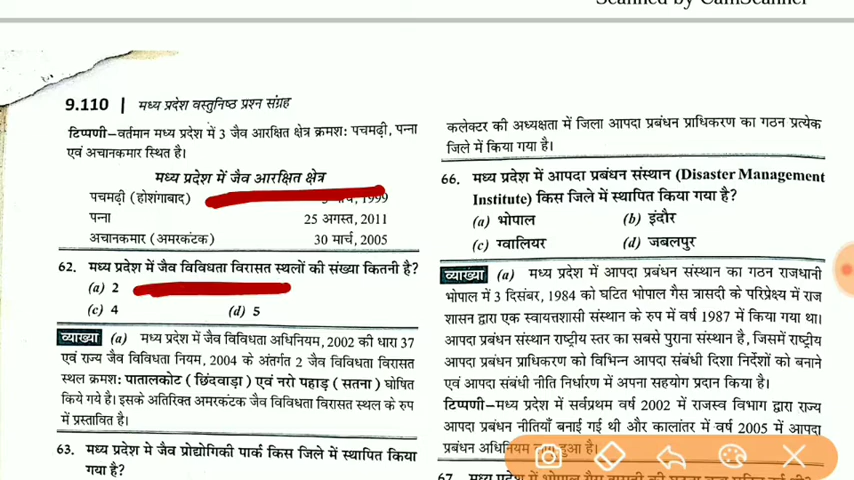 Scanned by CamScanner
9.110 | मध्य प्रदेश वस्तुनिष्ठ प्रश्न संग्रह
टिप्पणी–वर्तमान मध्य प्रदेश में 3 जैव आरक्षित क्षेत्र क्रमश: पचमढ़ी, पन्ना
एवं अचानकमार स्थित है।
मध्य प्रदेश में जैव आरक्षित क्षेत्र
पचमढ़ी (होशंगाबाद) 1999
पन्ना 25 अगस्त, 2011
अचानकमार (अमरकंटक) 30 मार्च, 2005
62. मध्य प्रदेश में जैव विविधता विरासत स्थलों की संख्या कितनी है?
(a) 2
(c) 4 (d) 5
व्याख्या (a) मध्य प्रदेश में जैव विविधता अधिनियम, 2002 की धारा 37
एवं राज्य जैव विविधता नियम, 2004 के अंतर्गत 2 जैव विविधता विरासत
स्थल क्रमश: पातालकोट (छिंदवाड़ा) एवं नरो पहाड़ (सतना) घोषित
किये गये है। इसके अतिरिक्त अमरकंटक जैव विविधता विरासत स्थल के रुप
में प्रस्तावित है।
63. मध्य प्रदेश मे जैव प्रोद्योगिकी पार्क किस जिले में स्थापित किया
गया है?
कलेक्टर की अध्यक्षता में जिला आपदा प्रबंधन प्राधिकरण का गठन प्रत्येक
जिले में किया गया है।
66. मध्य प्रदेश में आपदा प्रबंधन संस्थान (Disaster Management
Institute) किस जिले में स्थापित किया गया है?
(a) भोपाल (b) इंदौर
(c) ग्वालियर (d) जबलपुर
व्याख्या (a) मध्य प्रदेश में आपदा प्रबंधन संस्थान का गठन राजधानी
भोपाल में 3 दिसंबर, 1984 को घटित भोपाल गैस त्रासदी के परिप्रेक्ष्य में राज
शासन द्वारा एक स्वायत्तशासी संस्थान के रुप में वर्ष 1987 में किया गया था।
आपदा प्रबंधन संस्थान राष्ट्रीय स्तर का सबसे पुराना संस्थान है, जिसमें राष्ट्रीय
आपदा प्रबंधन प्राधिकरण को विभिन्न आपदा संबंधी दिशा निर्देशों को बनाने
एवं आपदा संबंधी नीति निर्धारण में अपना सहयोग प्रदान किया है।
टिप्पणी–मध्य प्रदेश में सर्वप्रथम वर्ष 2002 में राजस्व विभाग द्वारा राज्य
आपदा प्रबंधन नीतियाँ बनाई गई थी और कालांतर में वर्ष 2005 में आपदा
प्रबंधन अधिनियम लागू हुआ है।
67. मध्य प्रदेश में भोपाल गैस त्रासदी